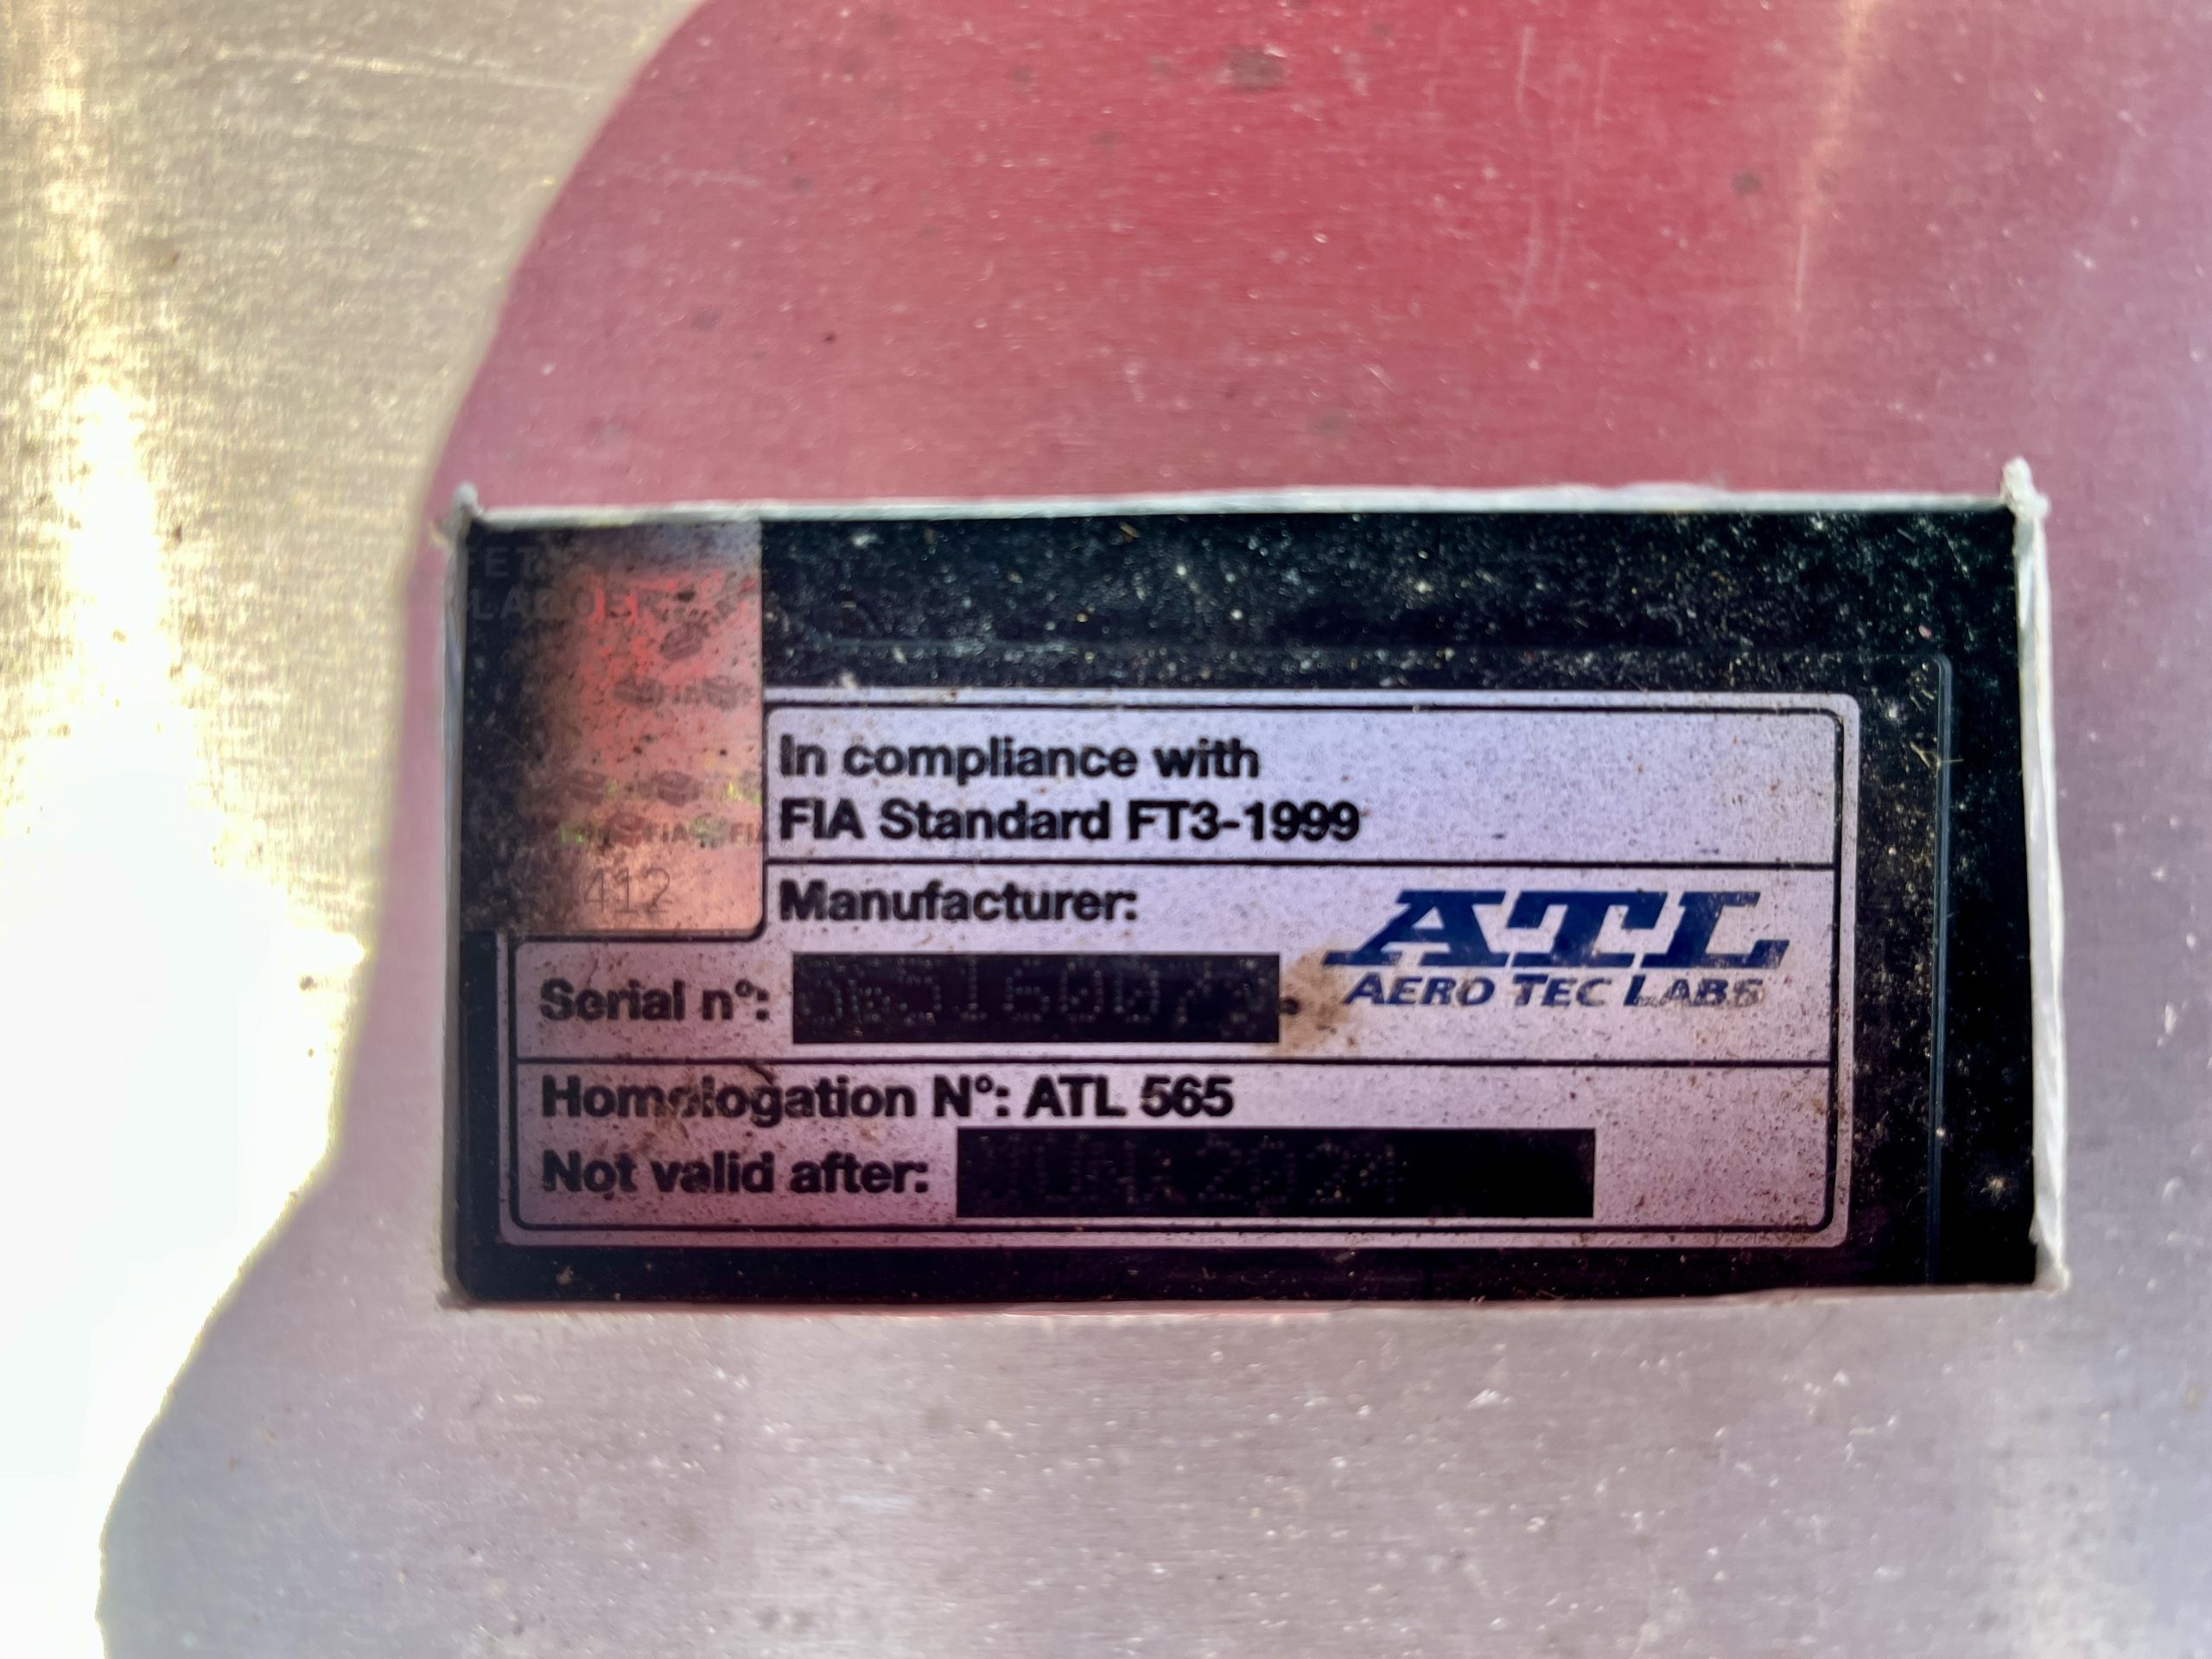 In compliance with
FIA Standard FT3-1999
412
Manufacturer:
ATL
AERO TEC LABS
Serial n°:
Homologation N°: ATL 565
Not valid after: